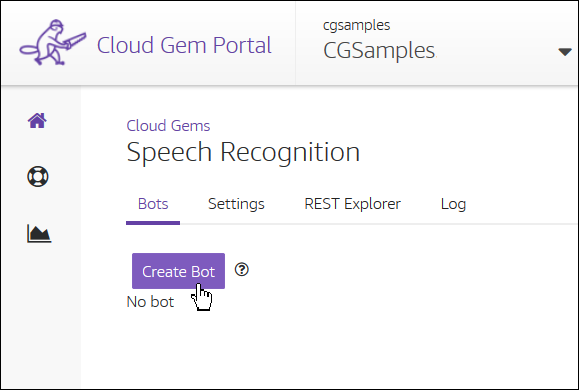 cgsamples
Cloud Gem Portal
CGSamples
Cloud Gems
Speech Recognition
Bots Settings REST Explorer Log
Create Bot
No bot